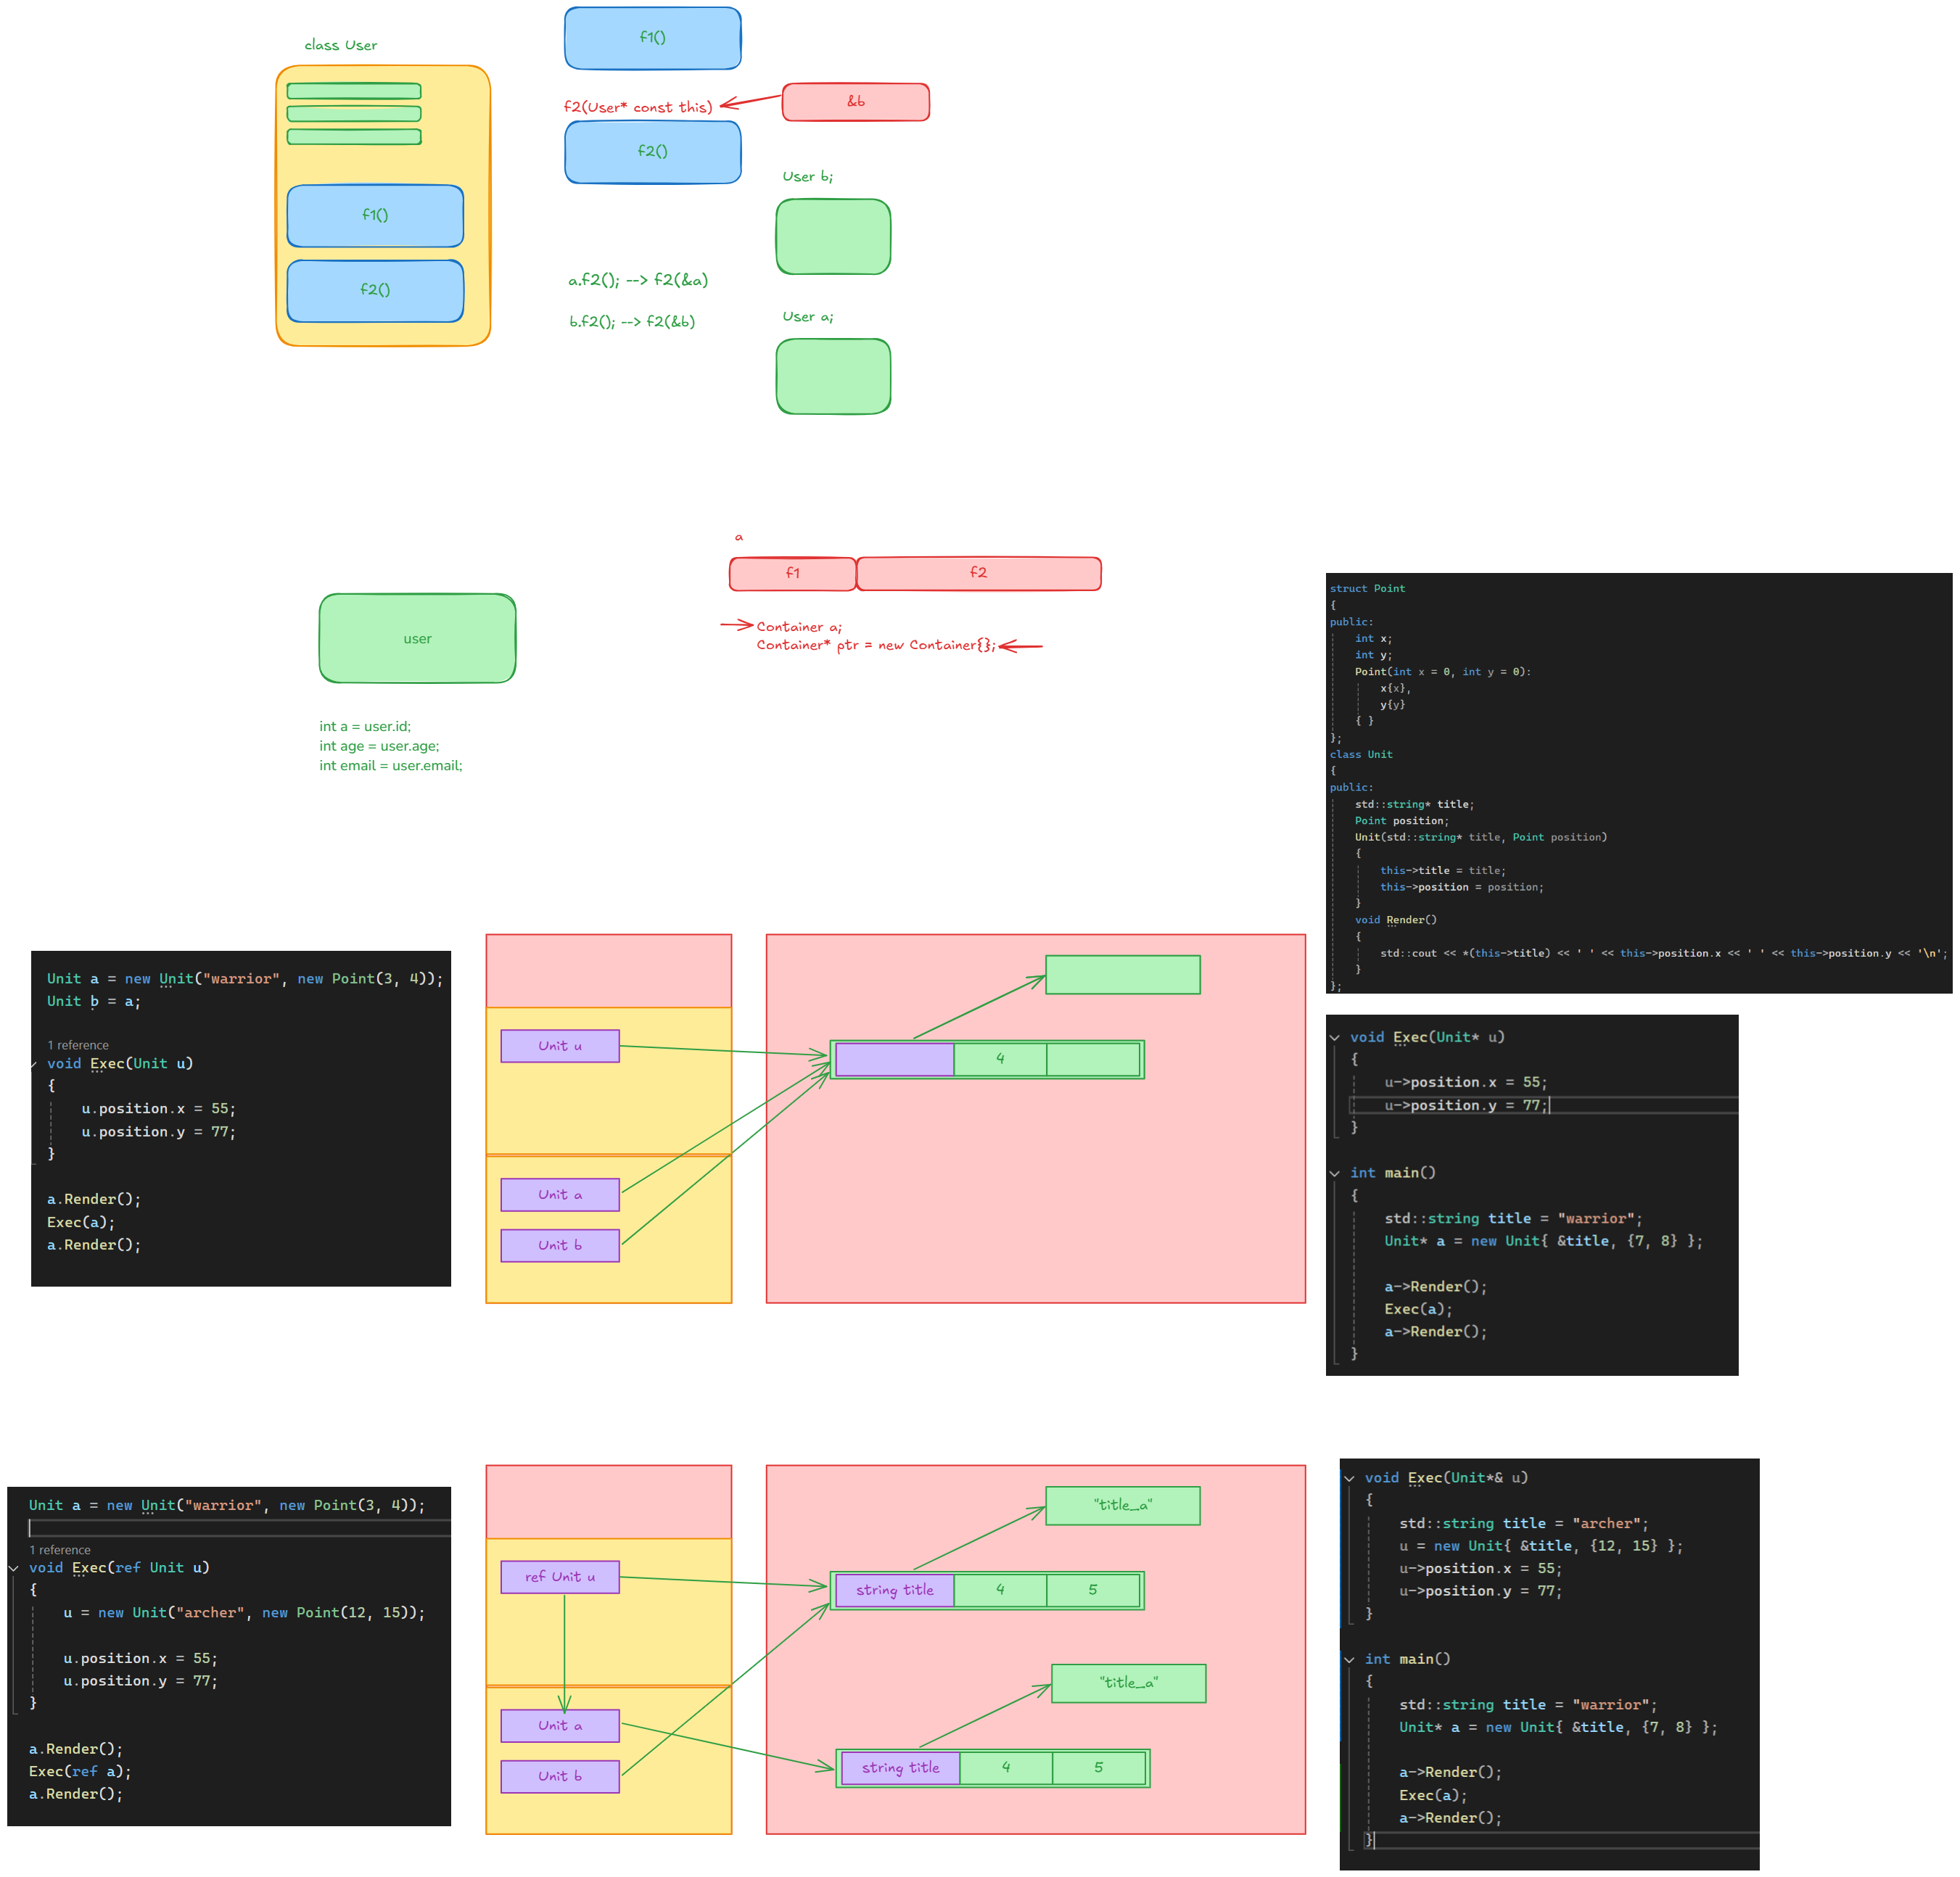 class User
f1()
f2()
f1()
f2(User* const this)
&b
f2()
User b;
a.f2(); --> f2(&a)
b.f2(); --> f2(&b)
User a;
a
f1
f2
Container a;
Container* ptr = new Container{};
user
int a = user.id;
int age = user.age;
int email = user.email;
struct Point
{
public:
int x;
int y;
Point(int x = 0, int y = 0):
x{x},
y{y}
{ }
};
class Unit
{
public:
std::string* title;
Point position;
Unit(std::string* title, Point position)
{
this->title = title;
this->position = position;
}
void Render()
{
std::cout << *(this->title) << ' ' << this->position.x << ' ' << this->position.y << '\n';
}
};
Unit a = new Unit("warrior", new Point(3, 4));
Unit b = a;
1 reference
void Exec(Unit u)
{
u.position.x = 55;
u.position.y = 77;
}
a.Render();
Exec(a);
a.Render();
Unit u
4
Unit a
Unit b
void Exec(Unit* u)
{
u->position.x = 55;
u->position.y = 77;
}
int main()
{
std::string title = "warrior";
Unit* a = new Unit{ &title, {7, 8} };
a->Render();
Exec(a);
a->Render();
}
Unit a = new Unit("warrior", new Point(3, 4));
1 reference
void Exec(ref Unit u)
{
u = new Unit("archer", new Point(12, 15));
u.position.x = 55;
u.position.y = 77;
}
a.Render();
Exec(ref a);
a.Render();
ref Unit u
Unit a
Unit b
"title_a"
string title
4
5
"title_a"
string title
4
5
void Exec(Unit*& u)
{
std::string title = "archer";
u = new Unit{ &title, {12, 15} };
u->position.x = 55;
u->position.y = 77;
}
int main()
{
std::string title = "warrior";
Unit* a = new Unit{ &title, {7, 8} };
a->Render();
Exec(a);
a->Render();
}